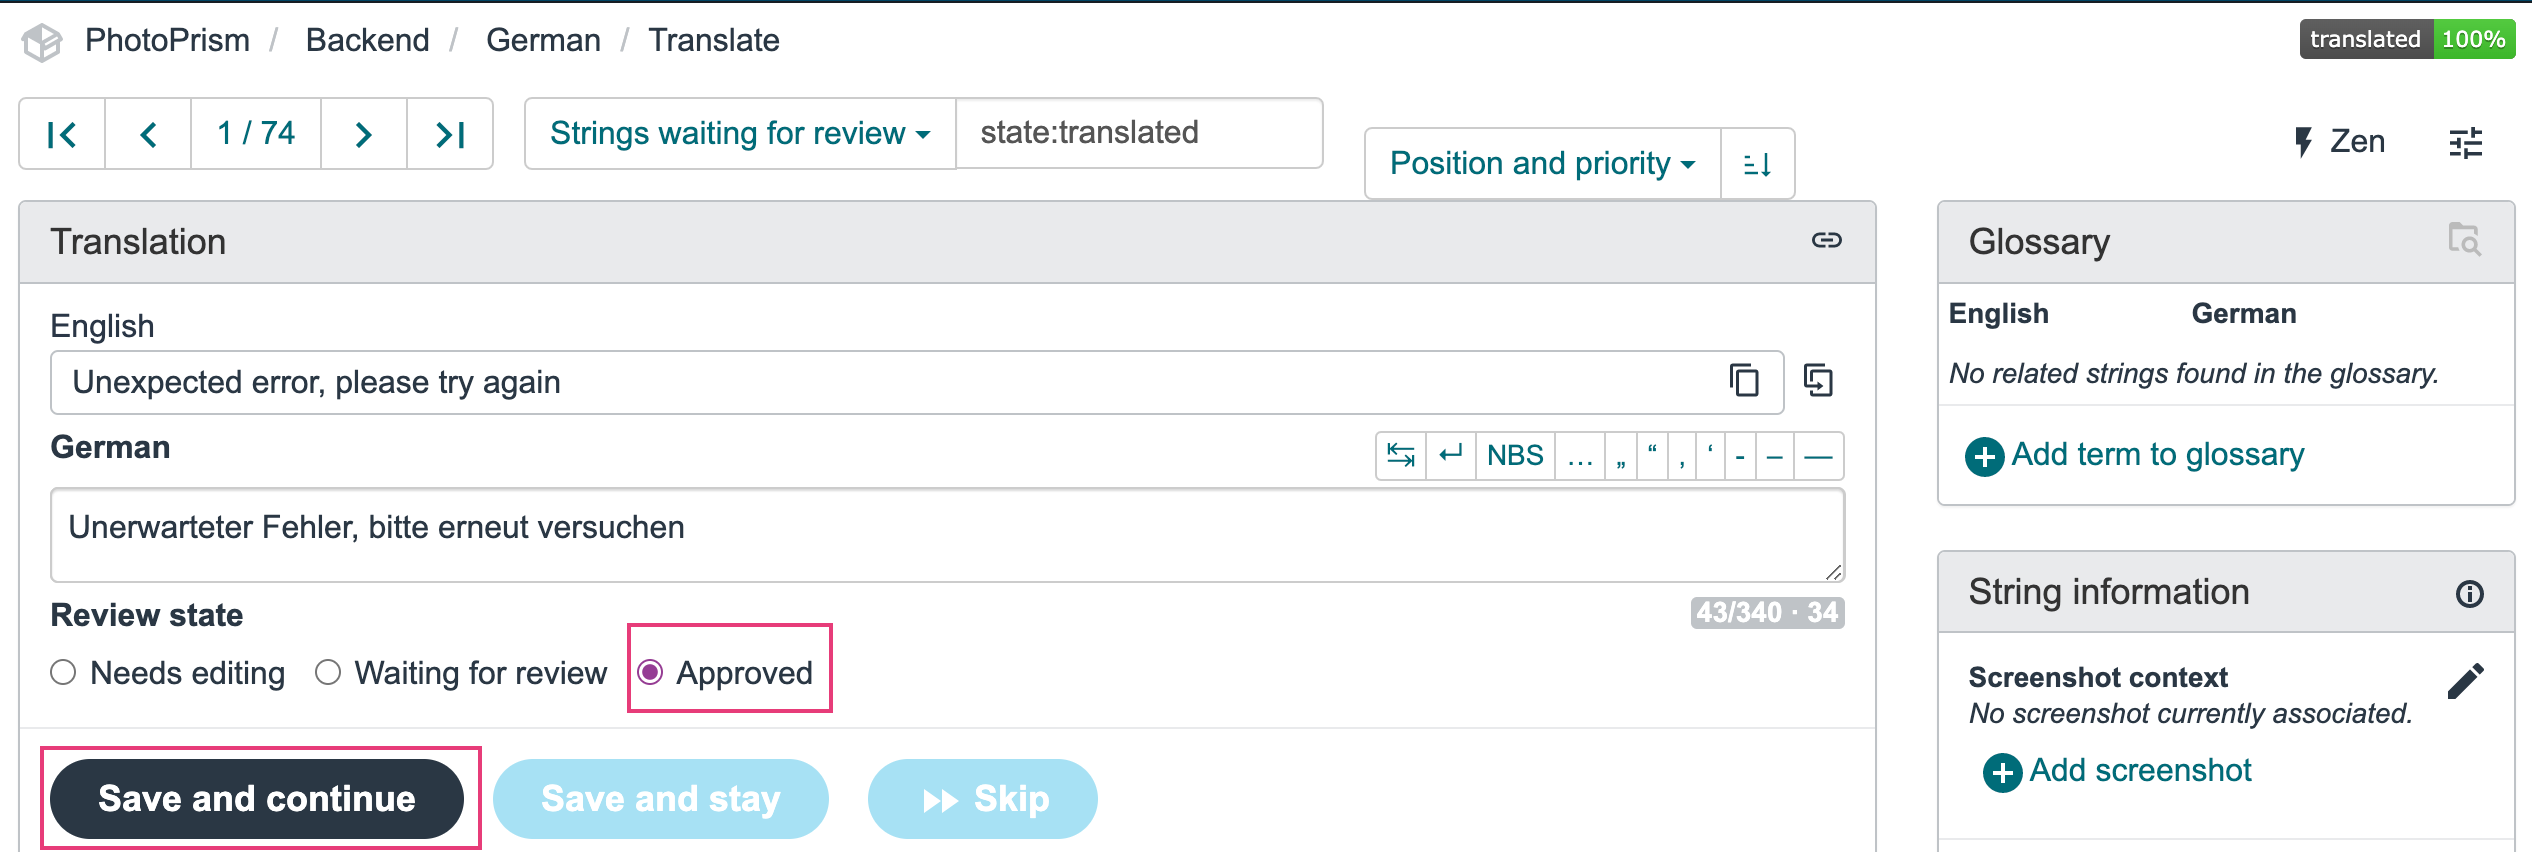 PhotoPrism / Backend / German / Translate
translated 100%
1 / 74
Strings waiting for review
state:translated
Position and priority
Zen
Translation
English
Unexpected error, please try again
German
NBS … „ “ ‚ ‘ - – —
Unerwarteter Fehler, bitte erneut versuchen
Review state
43/340 · 34
Needs editing
Waiting for review
Approved
Save and continue
Save and stay
Skip
Glossary
English German
No related strings found in the glossary.
Add term to glossary
String information
Screenshot context
No screenshot currently associated.
Add screenshot